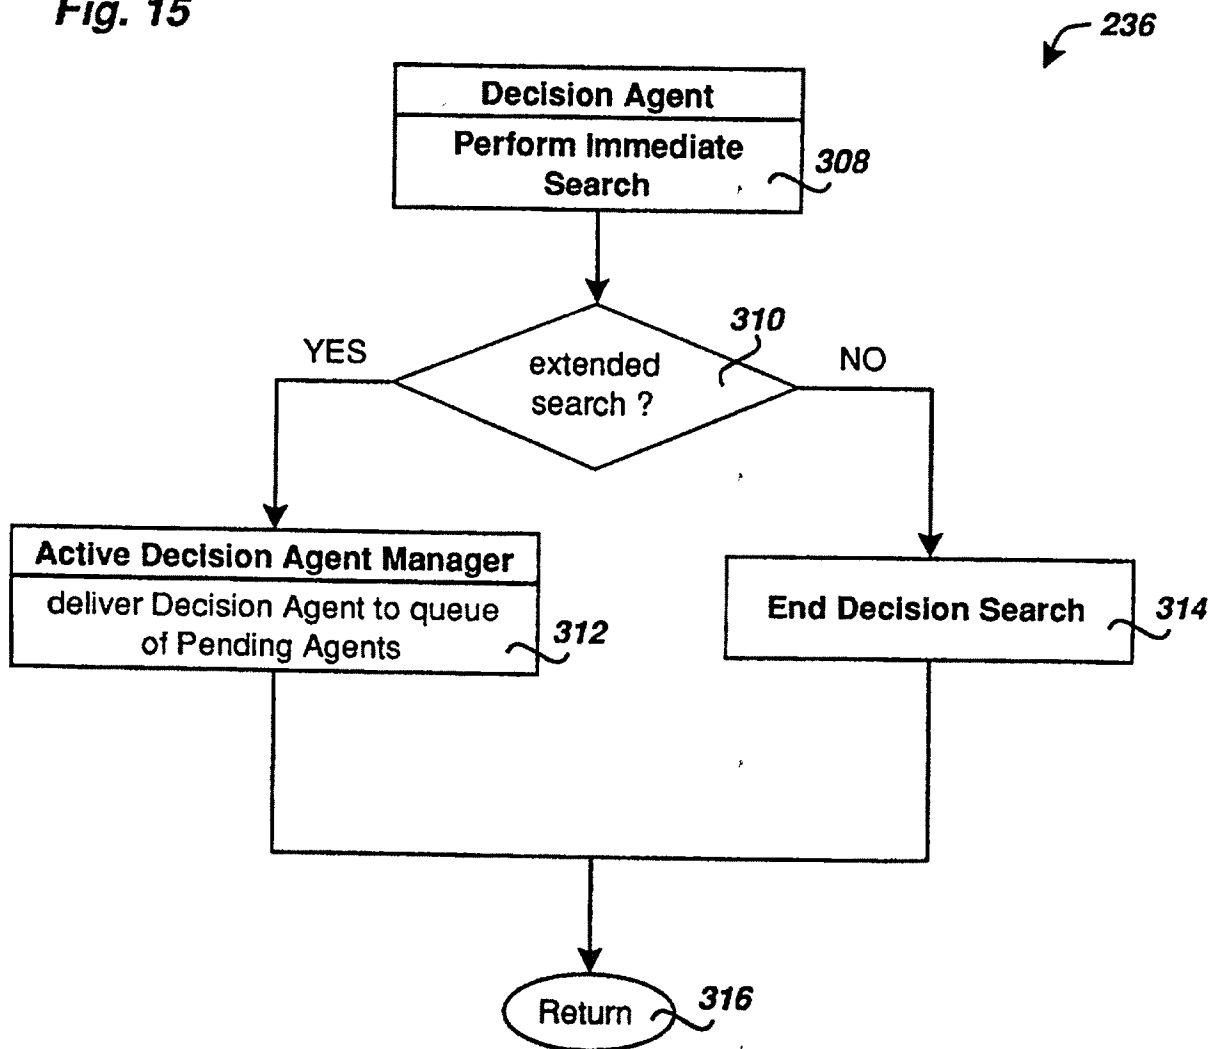 Fig. 15
236
Decision Agent
Perform Immediate
Search
308
310
YES
extended
search ?
NO
Active Decision Agent Manager
deliver Decision Agent to queue
of Pending Agents
312
End Decision Search
314
Return
316